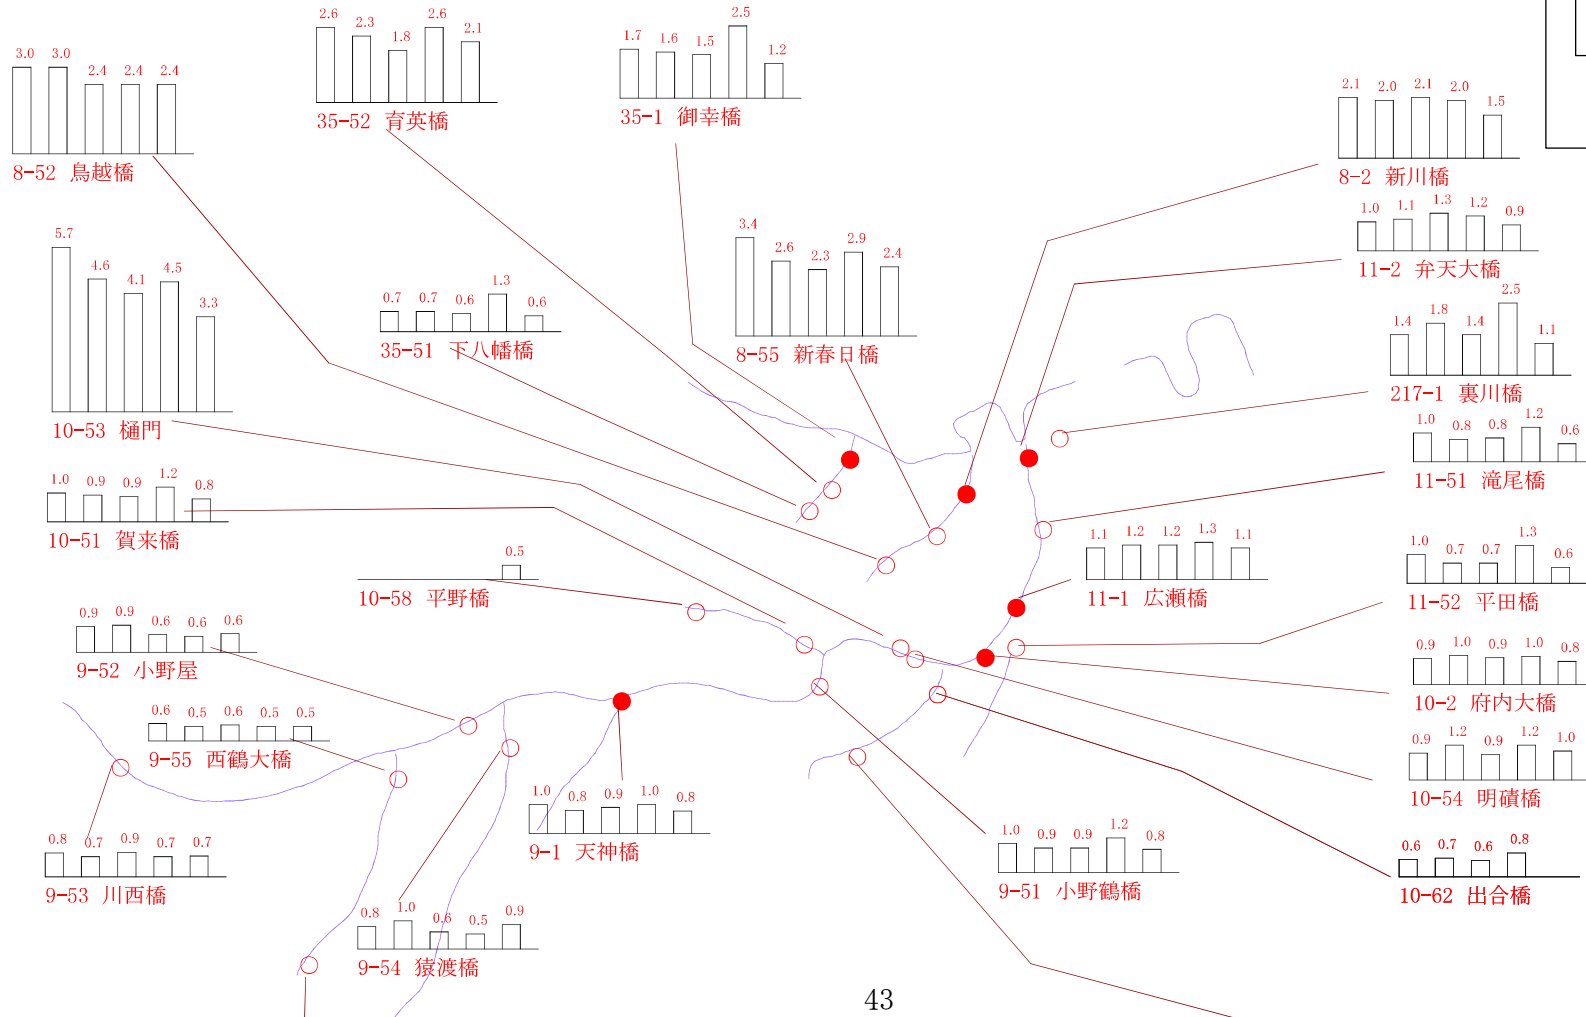 2.6 2.3 1.8 2.6 2.1
35-52 育英橋
1.7 1.6 1.5 2.5 1.2
35-1 御幸橋
3.0 3.0 2.4 2.4 2.4
8-52 鳥越橋
2.1 2.0 2.1 2.0 1.5
8-2 新川橋
1.0 1.1 1.3 1.2 0.9
11-2 弁天大橋
5.7 4.6 4.1 4.5 3.3
10-53 樋門
0.7 0.7 0.6 1.3 0.6
35-51 下八幡橋
3.4 2.6 2.3 2.9 2.4
8-55 新春日橋
1.4 1.8 1.4 2.5 1.1
217-1 裏川橋
1.0 0.8 0.8 1.2 0.6
11-51 滝尾橋
1.0 0.9 0.9 1.2 0.8
10-51 賀来橋
0.5
10-58 平野橋
1.1 1.2 1.2 1.3 1.1
11-1 広瀬橋
1.0 0.7 0.7 1.3 0.6
11-52 平田橋
0.9 0.9 0.6 0.6 0.6
9-52 小野屋
0.9 1.0 0.9 1.0 0.8
10-2 府内大橋
0.6 0.5 0.6 0.5 0.5
9-55 西鶴大橋
0.9 1.2 0.9 1.2 1.0
10-54 明磧橋
1.0 0.8 0.9 1.0 0.8
9-1 天神橋
0.8 0.7 0.9 0.7 0.7
9-53 川西橋
1.0 0.9 0.9 1.2 0.8
9-51 小野鶴橋
0.6 0.7 0.6 0.8
10-62 出合橋
0.8 1.0 0.6 0.5 0.9
9-54 猿渡橋
43